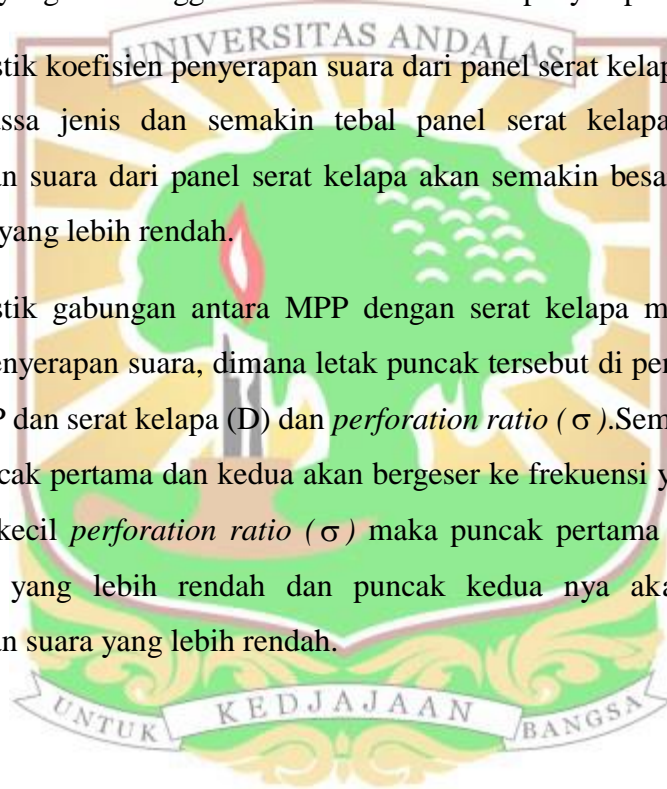 UNIVERSITAS ANDALAS
stik koefisien penyerapan suara dari panel serat kelap
ssa jenis dan semakin tebal panel serat kelapa
n suara dari panel serat kelapa akan semakin besa
yang lebih rendah.
stik gabungan antara MPP dengan serat kelapa m
enyerapan suara, dimana letak puncak tersebut di per
P dan serat kelapa (D) dan perforation ratio ( σ ).Sem
cak pertama dan kedua akan bergeser ke frekuensi y
kecil perforation ratio ( σ ) maka puncak pertama
yang lebih rendah dan puncak kedua nya aka
n suara yang lebih rendah.
UNTUK KEDJAJAAN BANGSA